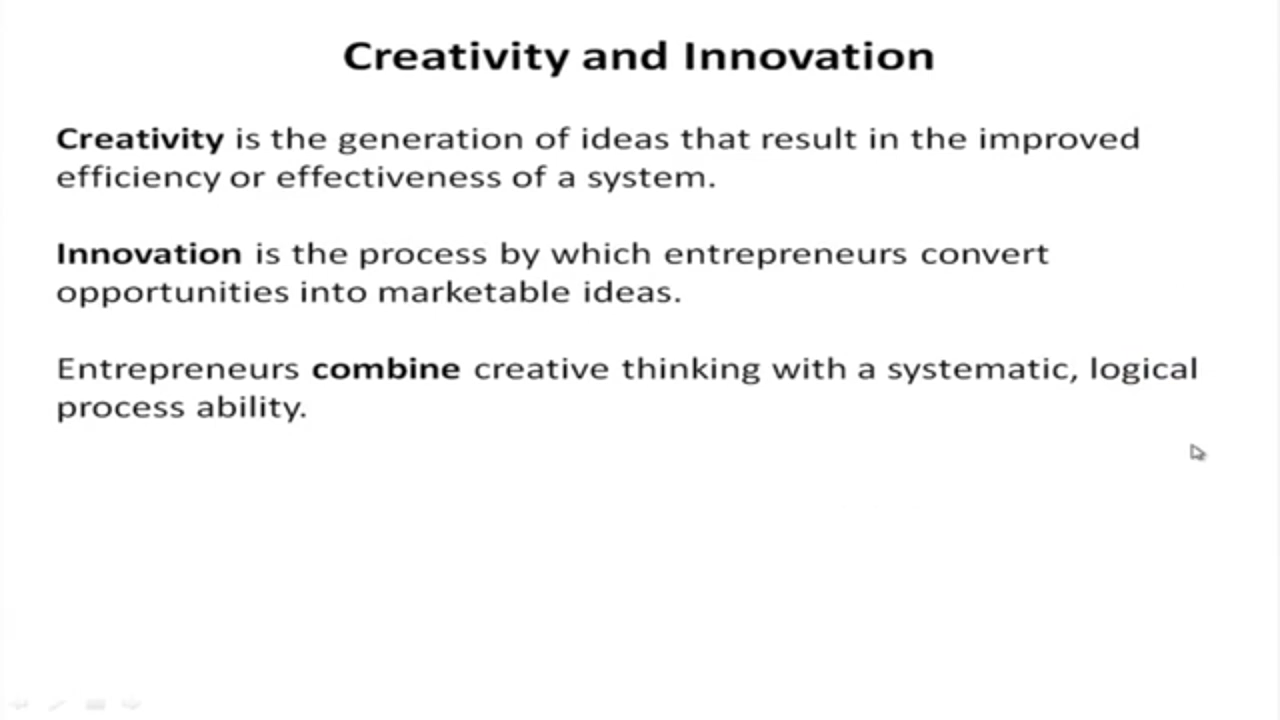 Creativity and Innovation
Creativity is the generation of ideas that result in the improved
efficiency or effectiveness of a system.
Innovation is the process by which entrepreneurs convert
opportunities into marketable ideas.
Entrepreneurs combine creative thinking with a systematic, logical
process ability.